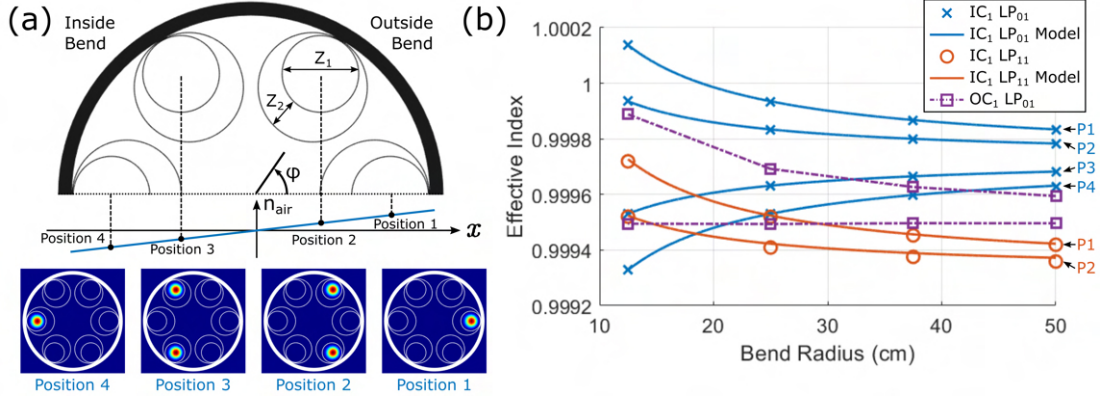 (a)
Inside
Bend
Outside
Bend
Z₁
Z₂
φ
n_air
x
Position 4
Position 3
Position 2
Position 1
Position 4
Position 3
Position 2
Position 1
(b)
IC₁ LP₀₁
IC₁ LP₀₁ Model
IC₁ LP₁₁
IC₁ LP₁₁ Model
OC₁ LP₀₁
Effective Index
1.0002
1
0.9998
0.9996
0.9994
0.9992
P1
P2
P3
P4
P1
P2
10 20 30 40 50
Bend Radius (cm)